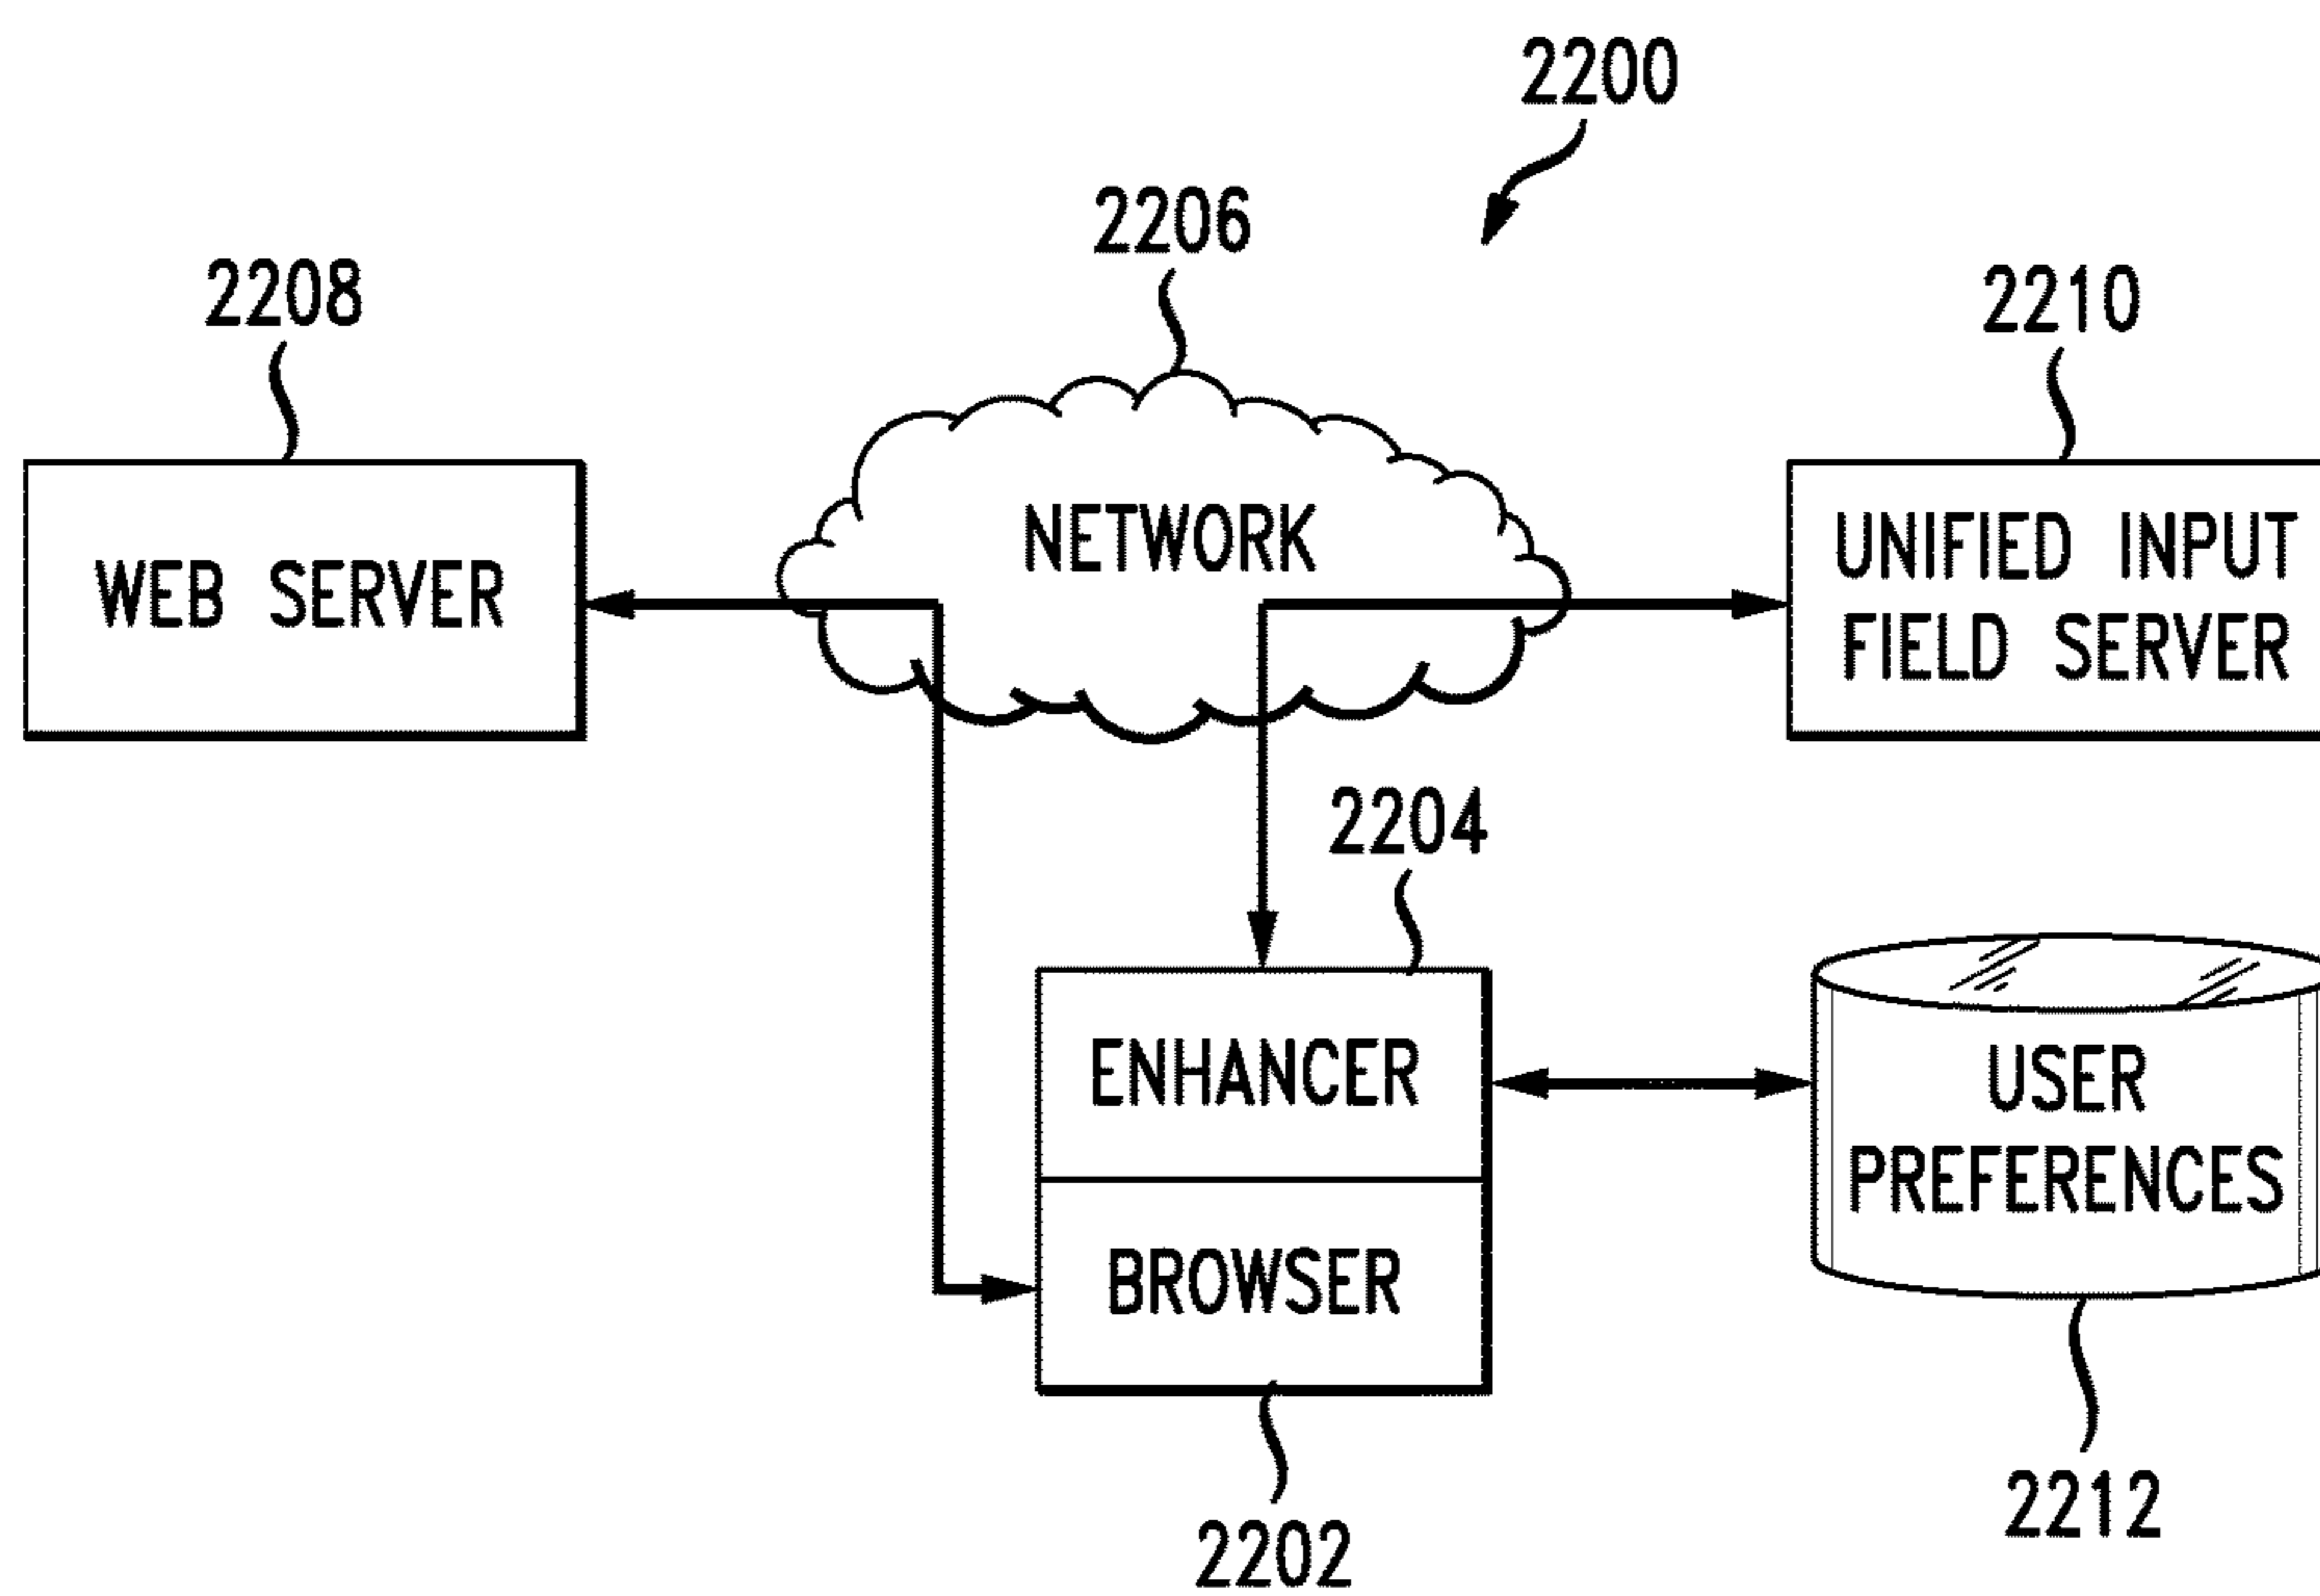 2200
2206
2208
2210
NETWORK
WEB SERVER
UNIFIED INPUT
FIELD SERVER
2204
ENHANCER
BROWSER
USER
PREFERENCES
2202
2212